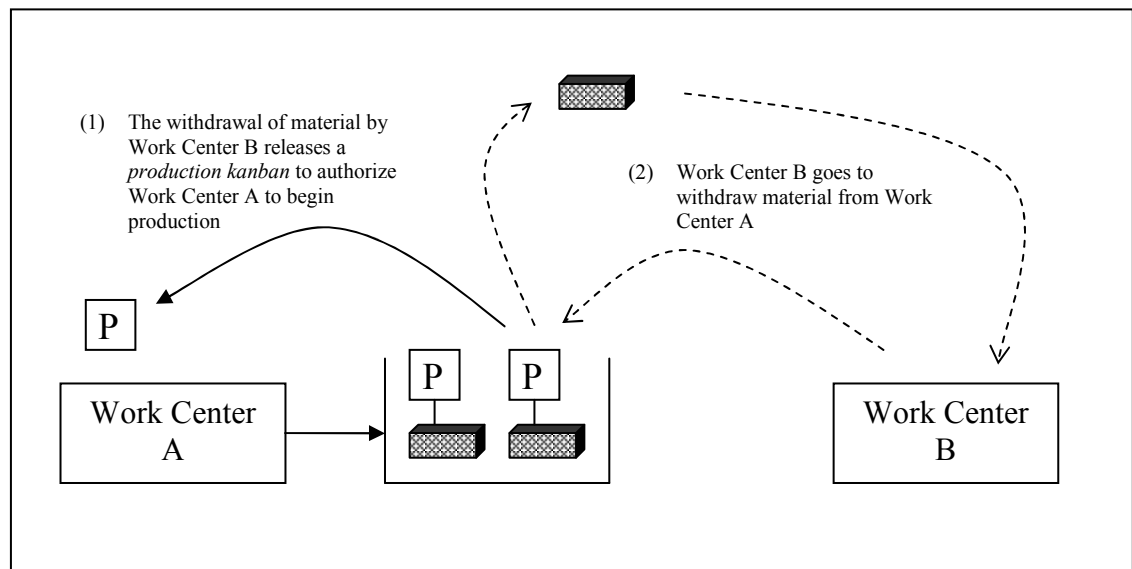 (1) The withdrawal of material by
Work Center B releases a
production kanban to authorize
Work Center A to begin
production
(2) Work Center B goes to
withdraw material from Work
Center A
P
P
P
Work Center
A
Work Center
B